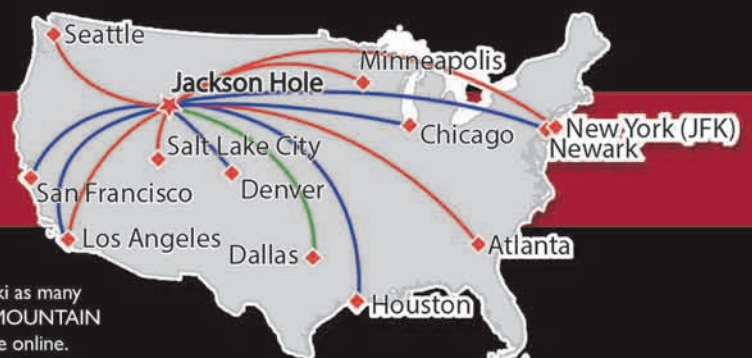 Seattle
Minneapolis
Jackson Hole
Chicago
New York (JFK)
Newark
Salt Lake City
San Francisco
Denver
Los Angeles
Dallas
Atlanta
Houston
ki as many
MOUNTAIN
e online.